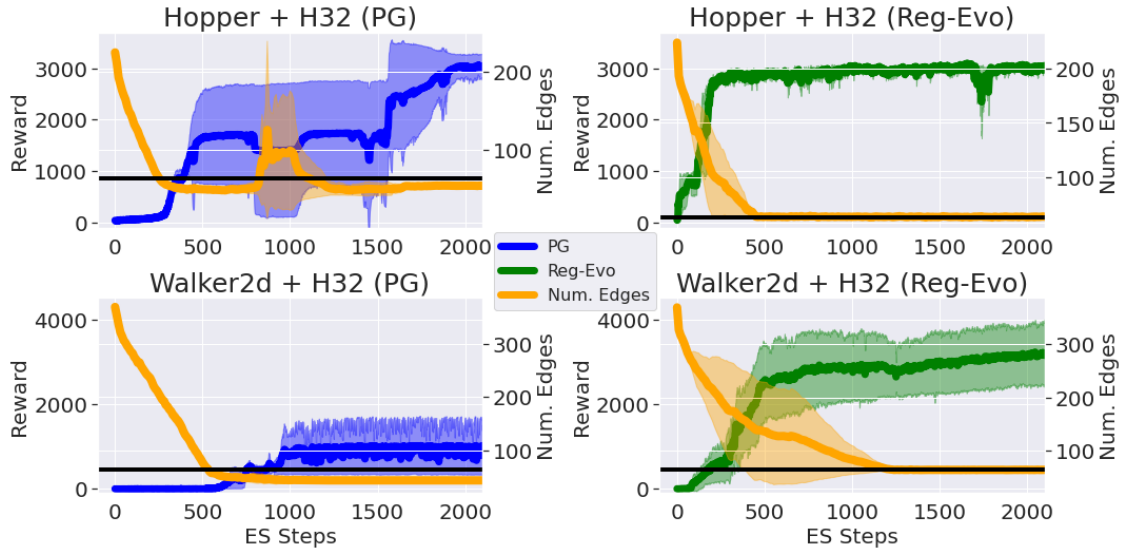 Hopper + H32 (PG)
Hopper + H32 (Reg-Evo)
3000
2000
1000
0
Reward
200
100
Num. Edges
0 500 1000 1500 2000
3000
2000
1000
0
Reward
200
150
100
Num. Edges
0 500 1000 1500 2000
PG
Reg-Evo
Num. Edges
Walker2d + H32 (PG)
Walker2d + H32 (Reg-Evo)
4000
2000
0
Reward
300
200
100
Num. Edges
0 500 1000 1500 2000
ES Steps
4000
2000
0
Reward
300
200
100
Num. Edges
0 500 1000 1500 2000
ES Steps